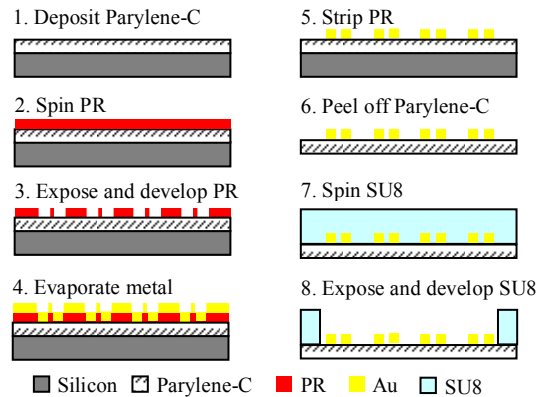 1. Deposit Parylene-C
2. Spin PR
3. Expose and develop PR
4. Evaporate metal
5. Strip PR
6. Peel off Parylene-C
7. Spin SU8
8. Expose and develop SU8
Silicon Parylene-C PR Au SU8